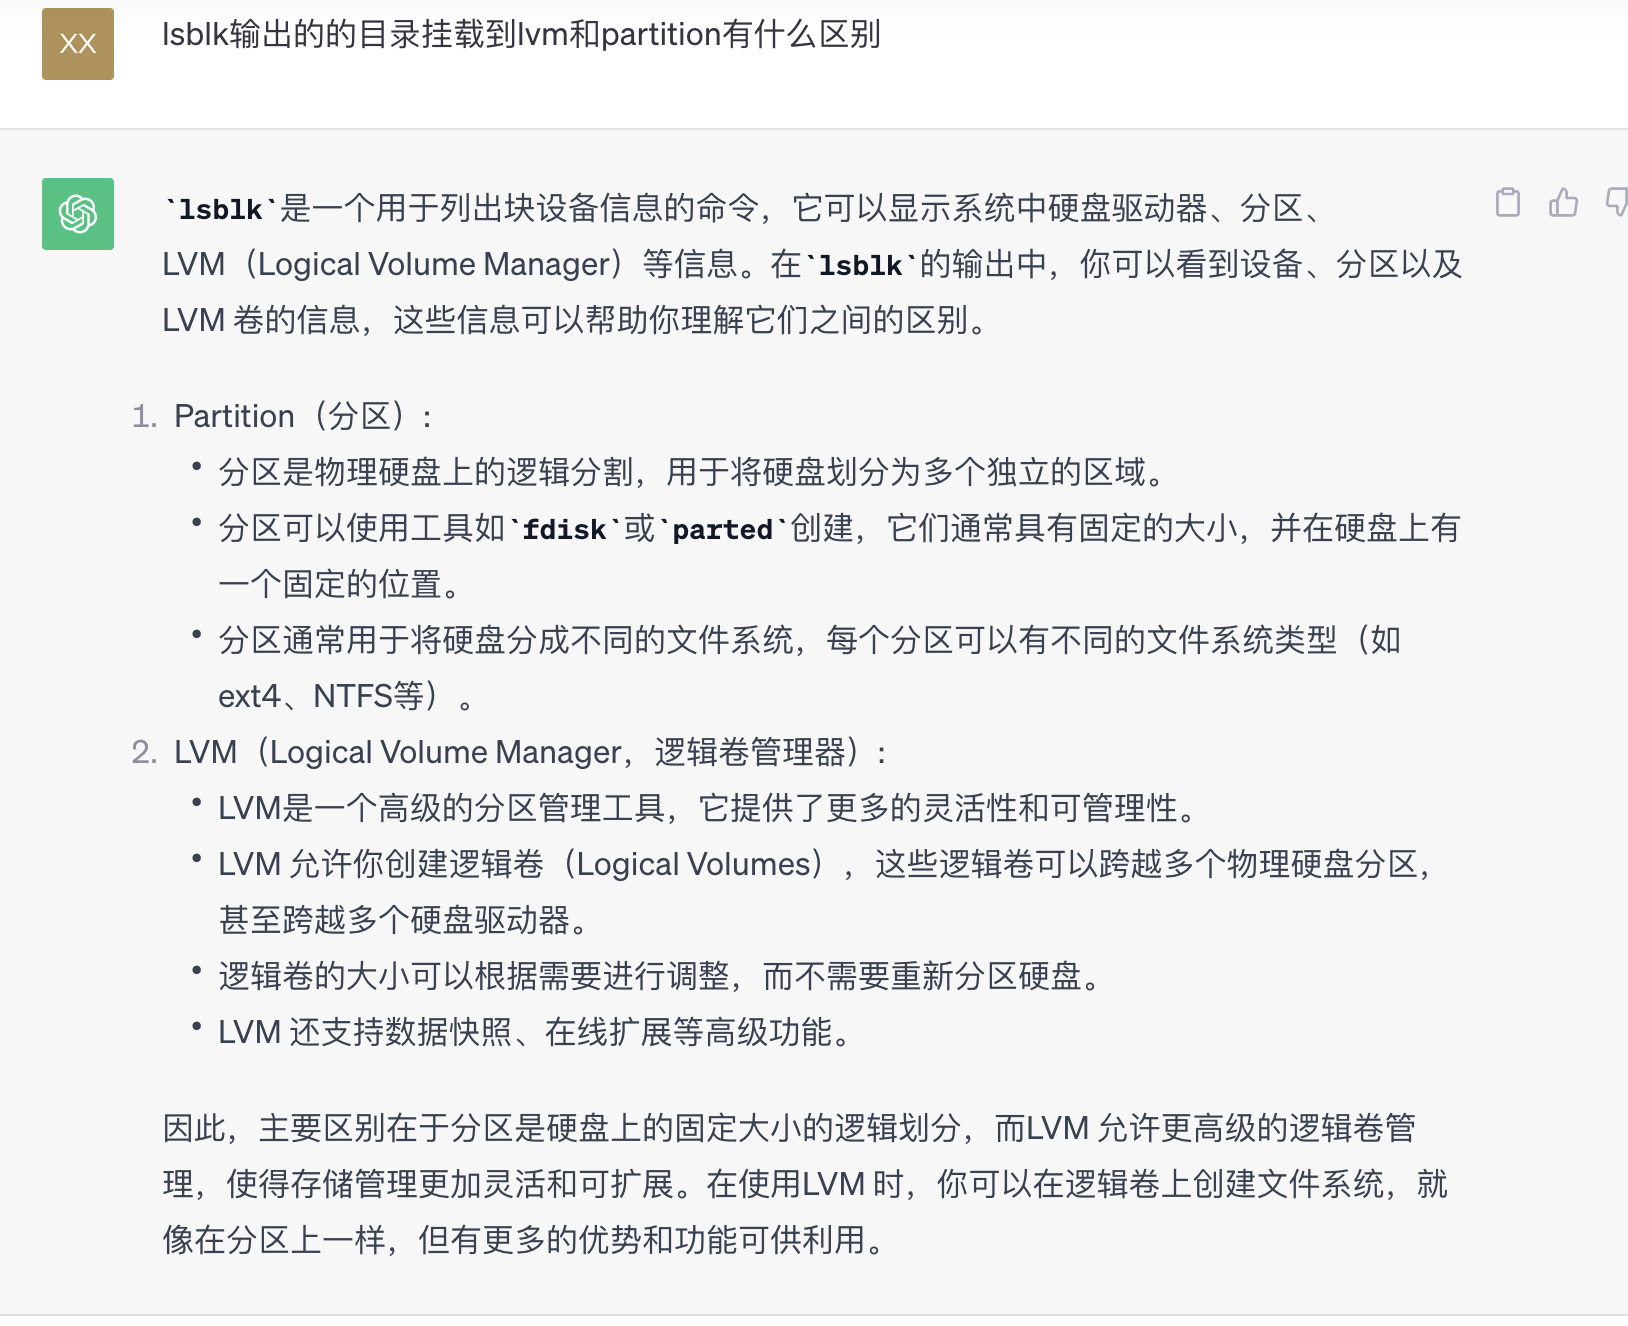 XX
lsblk输出的的目录挂载到lvm和partition有什么区别
`lsblk`是一个用于列出块设备信息的命令，它可以显示系统中硬盘驱动器、分区、
LVM（Logical Volume Manager）等信息。在`lsblk`的输出中，你可以看到设备、分区以及
LVM 卷的信息，这些信息可以帮助你理解它们之间的区别。
1. Partition（分区）：
• 分区是物理硬盘上的逻辑分割，用于将硬盘划分为多个独立的区域。
• 分区可以使用工具如`fdisk`或`parted`创建，它们通常具有固定的大小，并在硬盘上有
一个固定的位置。
• 分区通常用于将硬盘分成不同的文件系统，每个分区可以有不同的文件系统类型（如
ext4、NTFS等）。
2. LVM（Logical Volume Manager，逻辑卷管理器）：
• LVM是一个高级的分区管理工具，它提供了更多的灵活性和可管理性。
• LVM 允许你创建逻辑卷（Logical Volumes），这些逻辑卷可以跨越多个物理硬盘分区，
甚至跨越多个硬盘驱动器。
• 逻辑卷的大小可以根据需要进行调整，而不需要重新分区硬盘。
• LVM 还支持数据快照、在线扩展等高级功能。
因此，主要区别在于分区是硬盘上的固定大小的逻辑划分，而LVM 允许更高级的逻辑卷管
理，使得存储管理更加灵活和可扩展。在使用LVM 时，你可以在逻辑卷上创建文件系统，就
像在分区上一样，但有更多的优势和功能可供利用。